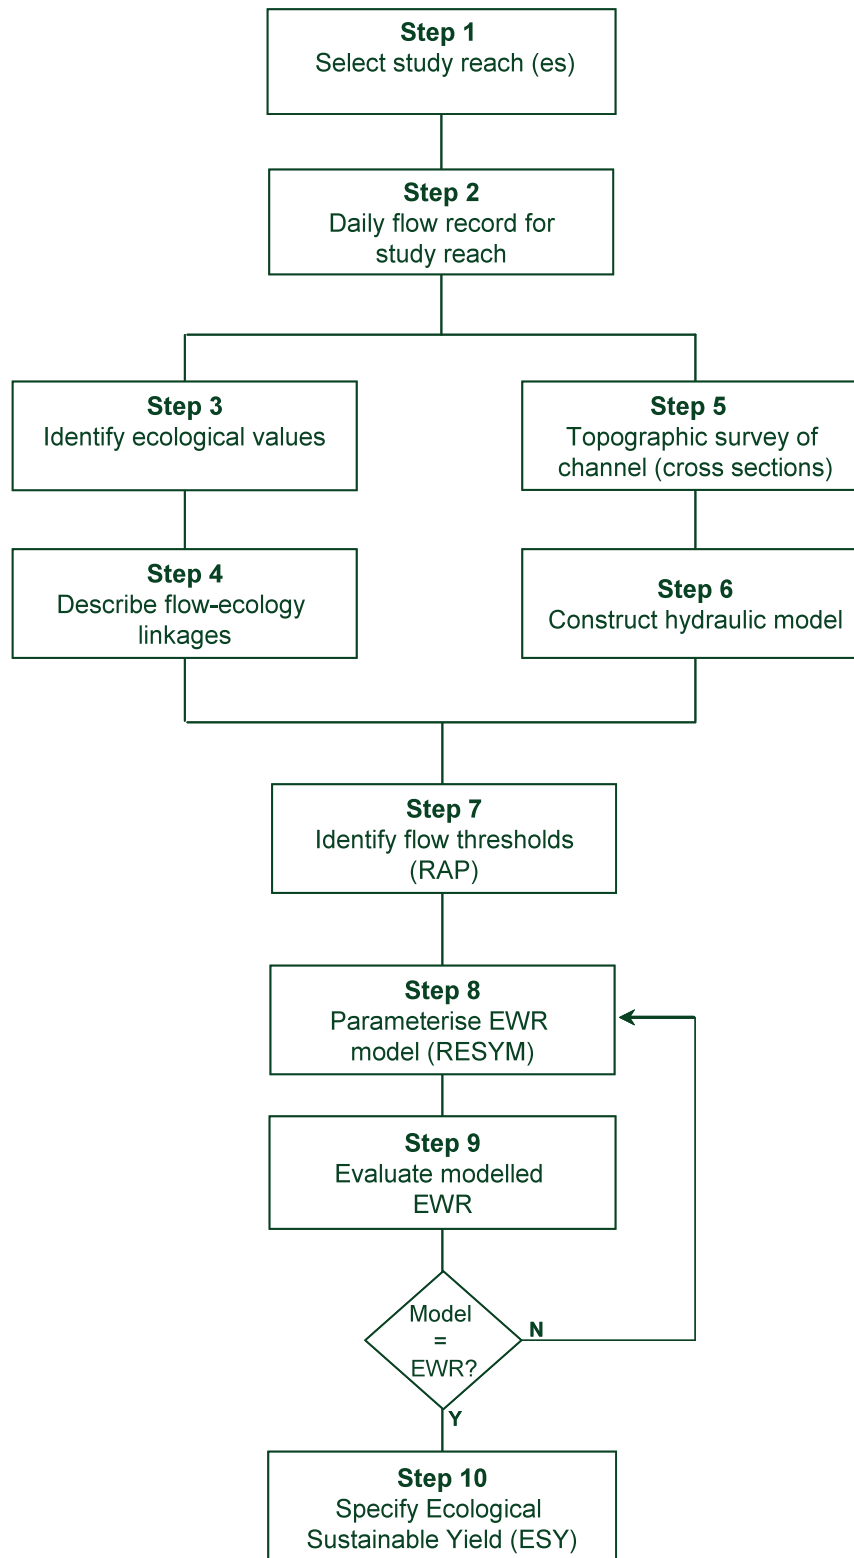 Step 1
Select study reach (es)
Step 2
Daily flow record for
study reach
Step 3
Identify ecological values
Step 5
Topographic survey of
channel (cross sections)
Step 4
Describe flow-ecology
linkages
Step 6
Construct hydraulic model
Step 7
Identify flow thresholds
(RAP)
Step 8
Parameterise EWR
model (RESYM)
Step 9
Evaluate modelled
EWR
Model
=
EWR?
N
Y
Step 10
Specify Ecological
Sustainable Yield (ESY)